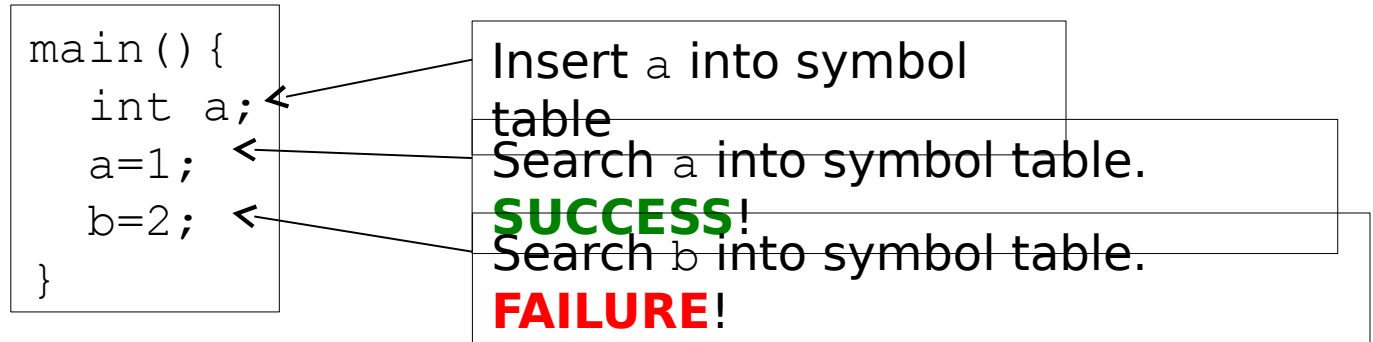 main(){
int a;
a=1;
b=2;
}
Insert a into symbol
table
Search a into symbol table.
SUCCESS!
Search b into symbol table.
FAILURE!